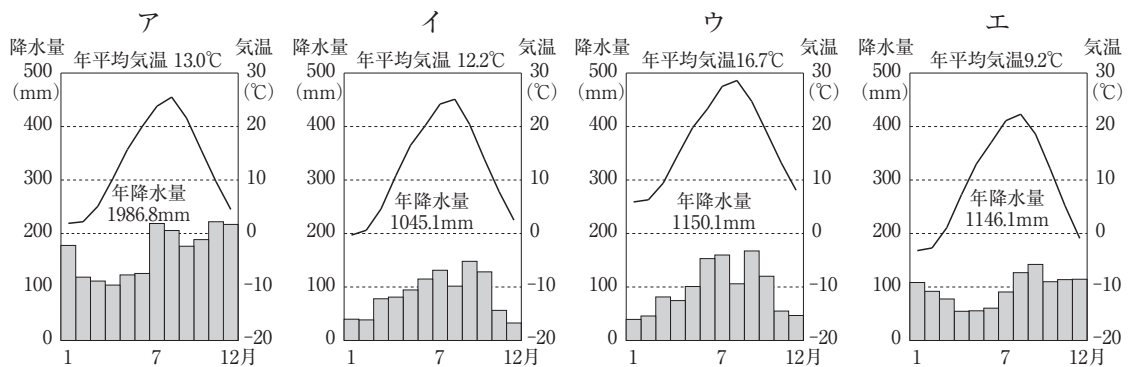 ア
降水量 気温
年平均気温 13.0℃
500 30
(mm) (℃)
400 20
300 10
年降水量
1986.8mm
200 0
100 −10
0 −20
1 7 12月
イ
降水量 気温
年平均気温 12.2℃
500 30
(mm) (℃)
400 20
300 10
年降水量
1045.1mm
200 0
100 −10
0 −20
1 7 12月
ウ
降水量 気温
年平均気温16.7℃
500 30
(mm) (℃)
400 20
300 10
年降水量
1150.1mm
200 0
100 −10
0 −20
1 7 12月
エ
降水量 気温
年平均気温9.2℃
500 30
(mm) (℃)
400 20
300 10
年降水量
1146.1mm
200 0
100 −10
0 −20
1 7 12月